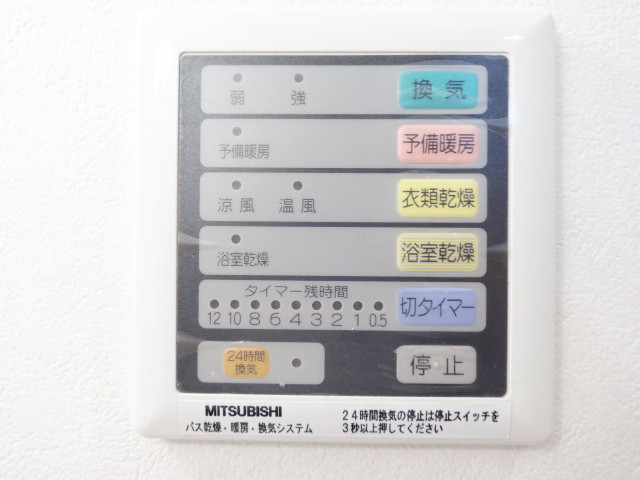 弱 強 換気
予備暖房 予備暖房
涼風 温風 衣類乾燥
浴室乾燥 浴室乾燥
タイマー残時間
12 10 8 6 4 3 2 1 0.5 切タイマー
24時間
換気
停止
MITSUBISHI
バス乾燥・暖房・換気システム
24時間換気の停止は停止スイッチを
3秒以上押してください